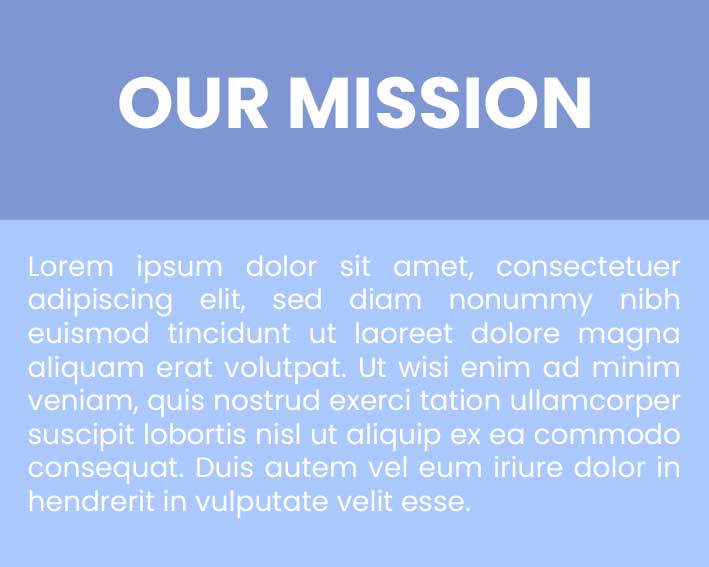 OUR MISSION
Lorem ipsum dolor sit amet, consectetuer
adipiscing elit, sed diam nonummy nibh
euismod tincidunt ut laoreet dolore magna
aliquam erat volutpat. Ut wisi enim ad minim
veniam, quis nostrud exerci tation ullamcorper
suscipit lobortis nisl ut aliquip ex ea commodo
consequat. Duis autem vel eum iriure dolor in
hendrerit in vulputate velit esse.